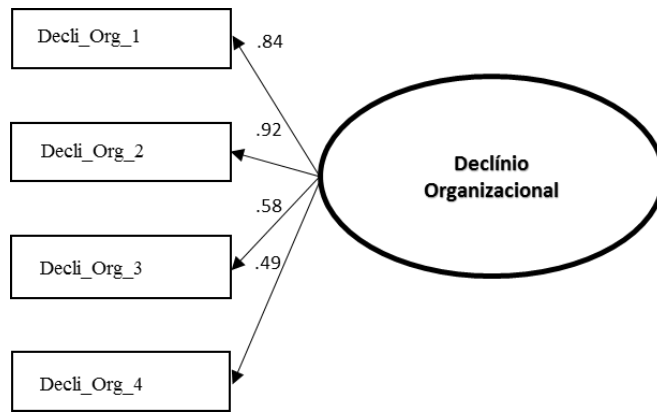 Decli_Org_1
.84
Decli_Org_2
.92
Declínio
Organizacional
.58
Decli_Org_3
.49
Decli_Org_4